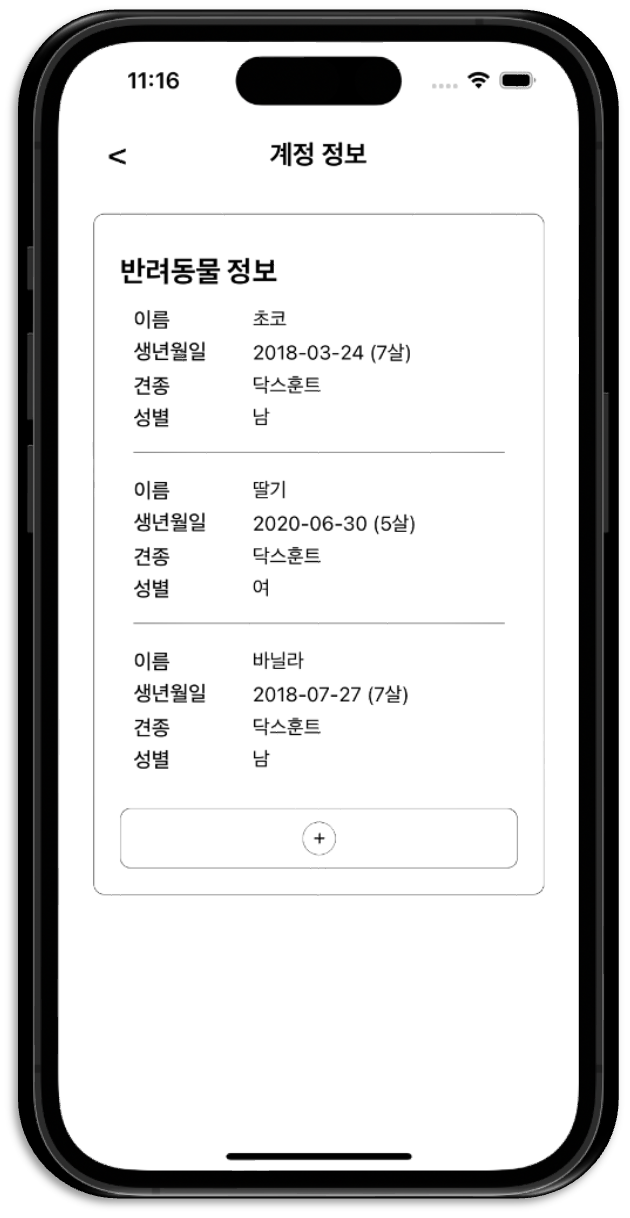 11:16
< 계정 정보
반려동물 정보
이름 초코
생년월일 2018-03-24 (7살)
견종 닥스훈트
성별 남
이름 딸기
생년월일 2020-06-30 (5살)
견종 닥스훈트
성별 여
이름 바닐라
생년월일 2018-07-27 (7살)
견종 닥스훈트
성별 남
+